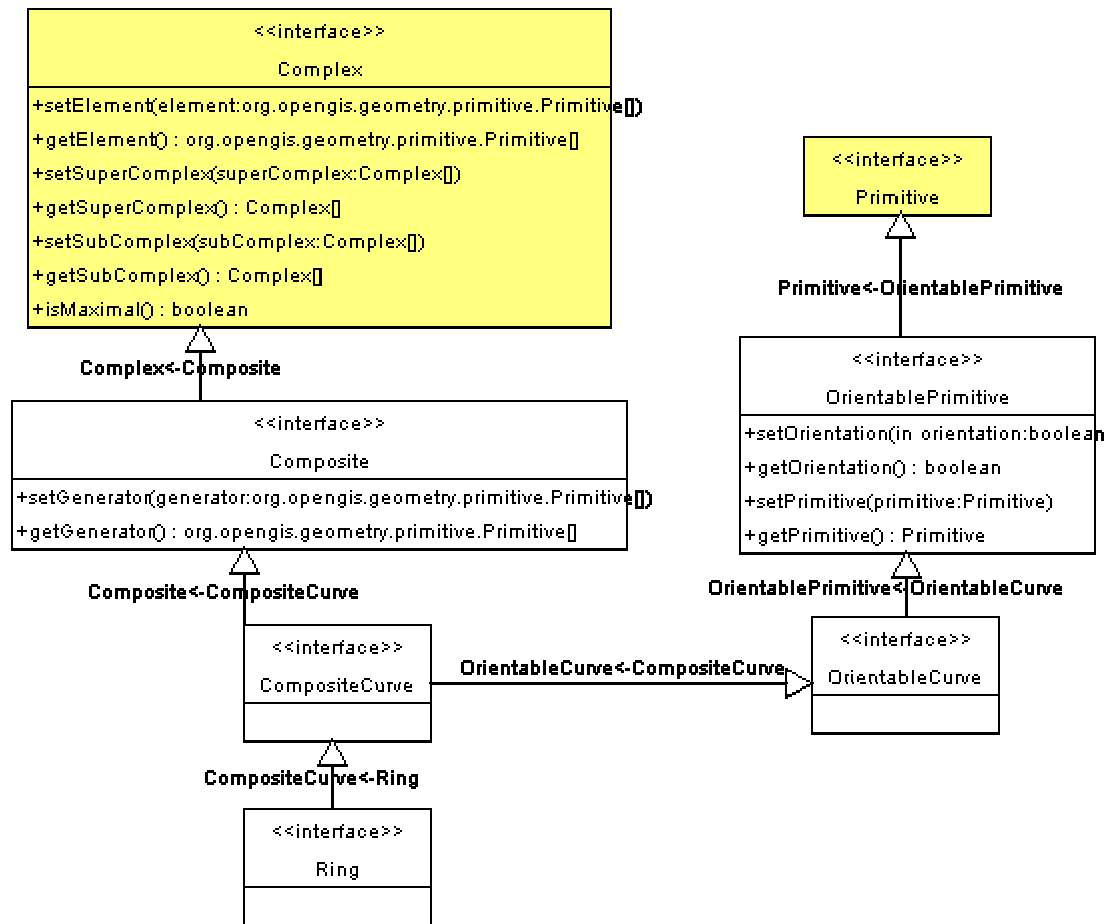 <<interface>>
Complex
+setElement(element:org.opengis.geometry.primitive.Primitive[])
+getElement() : org.opengis.geometry.primitive.Primitive[]
+setSuperComplex(superComplex:Complex[])
+getSuperComplex() : Complex[]
+setSubComplex(subComplex:Complex[])
+getSubComplex() : Complex[]
+isMaximal() : boolean
<<interface>>
Primitive
Primitive<-OrientablePrimitive
Complex<-Composite
<<interface>>
OrientablePrimitive
+setOrientation(in orientation:boolean
+getOrientation() : boolean
+setPrimitive(primitive:Primitive)
+getPrimitive() : Primitive
<<interface>>
Composite
+setGenerator(generator:org.opengis.geometry.primitive.Primitive[])
+getGenerator() : org.opengis.geometry.primitive.Primitive[]
Composite<-CompositeCurve
OrientablePrimitive<-OrientableCurve
<<interface>>
CompositeCurve
OrientableCurve<-CompositeCurve
<<interface>>
OrientableCurve
CompositeCurve<-Ring
<<interface>>
Ring